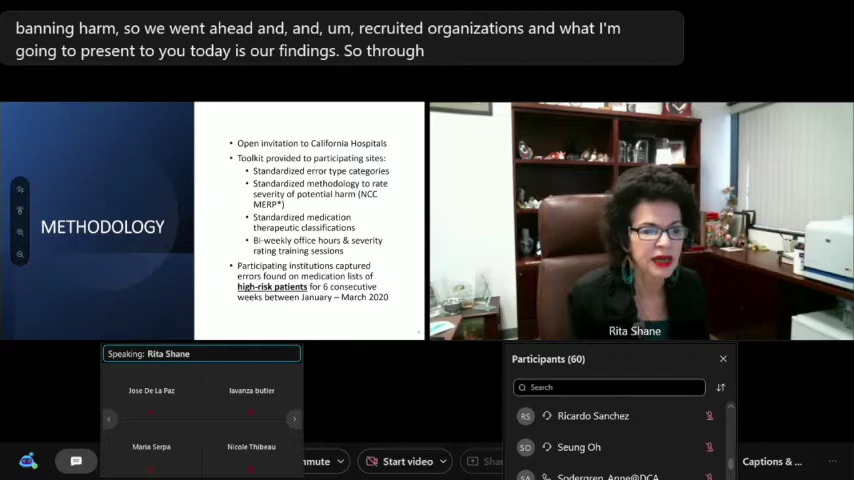 banning harm, so we went ahead and, and, um, recruited organizations and what I'm
going to present to you today is our findings. So through
METHODOLOGY
• Open invitation to California Hospitals
• Toolkit provided to participating sites:
• Standardized error type categories
• Standardized methodology to rate
severity of potential harm (NCC
MERP*)
• Standardized medication
therapeutic classifications
• Bi-weekly office hours & severity
rating training sessions
• Participating institutions captured
errors found on medication lists of
high-risk patients for 6 consecutive
weeks between January – March 2020
Rita Shane
Speaking: Rita Shane
Jose De La Paz
lavanza butler
Maria Serpa
Nicole Thibeau
Participants (60)
Search
RS Ricardo Sanchez
SO Seung Oh
Sodergren, Anne@DCA
mute
Start video
Shar
Captions & ...